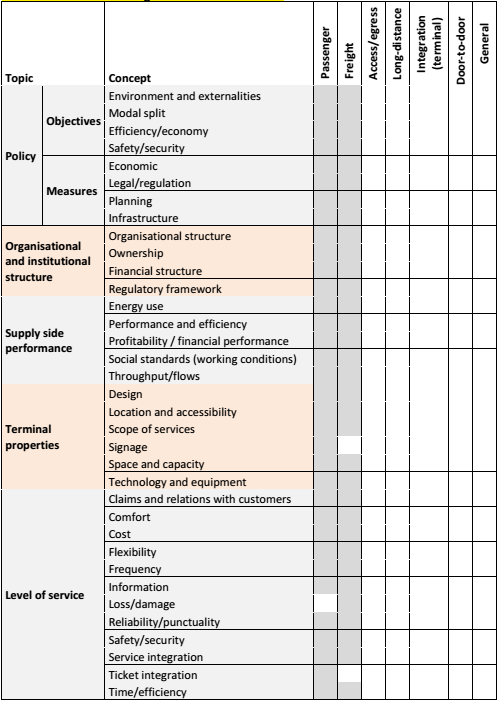 Topic Concept Passenger Freight Access/egress Long-distance Integration (terminal) Door-to-door General
Policy
Objectives
Environment and externalities
Modal split
Efficiency/economy
Safety/security
Measures
Economic
Legal/regulation
Planning
Infrastructure
Organisational and institutional structure
Organisational structure
Ownership
Financial structure
Regulatory framework
Supply side performance
Energy use
Performance and efficiency
Profitability / financial performance
Social standards (working conditions)
Throughput/flows
Terminal properties
Design
Location and accessibility
Scope of services
Signage
Space and capacity
Technology and equipment
Level of service
Claims and relations with customers
Comfort
Cost
Flexibility
Frequency
Information
Loss/damage
Reliability/punctuality
Safety/security
Service integration
Ticket integration
Time/efficiency